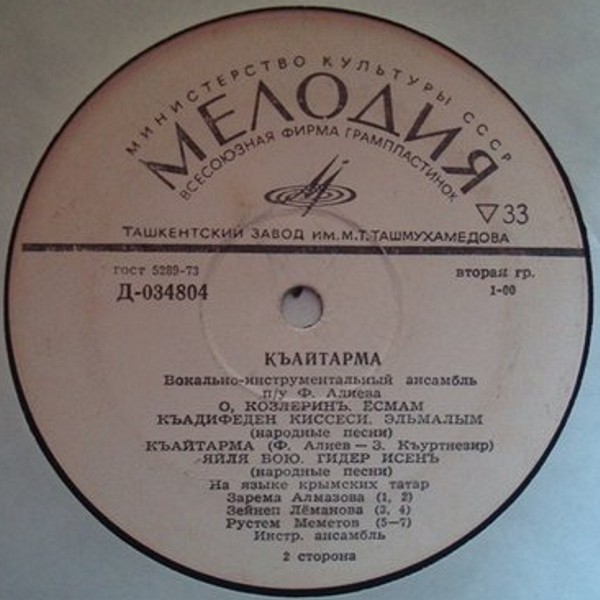 МИНИСТЕРСТВО КУЛЬТУРЫ СССР
МЕЛОДИЯ
ВСЕСОЮЗНАЯ ФИРМА ГРАМПЛАСТИНОК
▽33
ТАШКЕНТСКИЙ ЗАВОД ИМ. М.Т. ТАШМУХАМЕДОВА
гост 5289-73
вторая гр.
Д-034804
1-00
КЪАЙТАРМА
Вокально-инструментальный ансамбль
п/у Ф. Алиева
О, КОЗЛЕРИНЪ. ЕСМАМ
КЪАДИФЕДЕН КИССЕСИ. ЭЛЬМАЛЫМ
(народные песни)
КЪАЙТАРМА (Ф. Алиев — З. Къуртнезир)
ЯЙЛЯ БОЮ. ГИДЕР ИСЕНЪ
(народные песни)
На языке крымских татар
Зарема Алмазова (1, 2)
Зейнеп Лёманова (3, 4)
Рустем Меметов (5—7)
Инстр. ансамбль
2 сторона